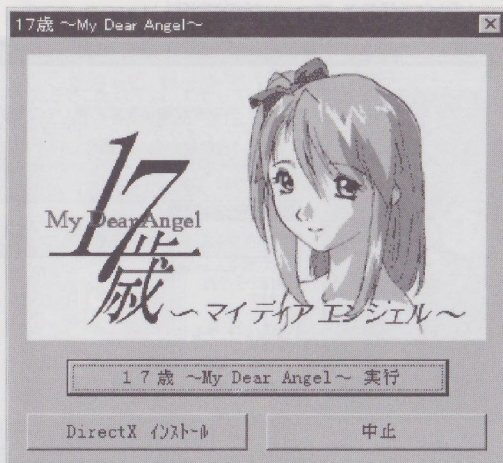 17歳 ~My Dear Angel~
17歳
My Dear Angel
~マイディア エンジェル~
17歳 ~My Dear Angel~ 実行
DirectX インストール
中止